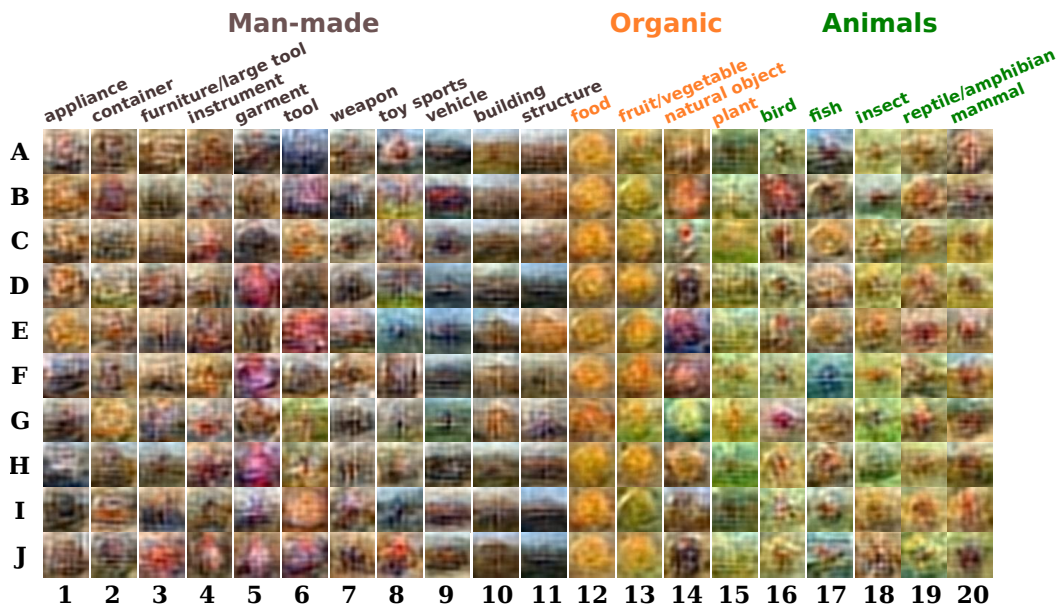 Man-made Organic Animals
appliance container furniture/large tool instrument garment tool weapon toy sports vehicle building structure food fruit/vegetable natural object plant bird fish insect reptile/amphibian mammal
A
B
C
D
E
F
G
H
I
J
1 2 3 4 5 6 7 8 9 10 11 12 13 14 15 16 17 18 19 20